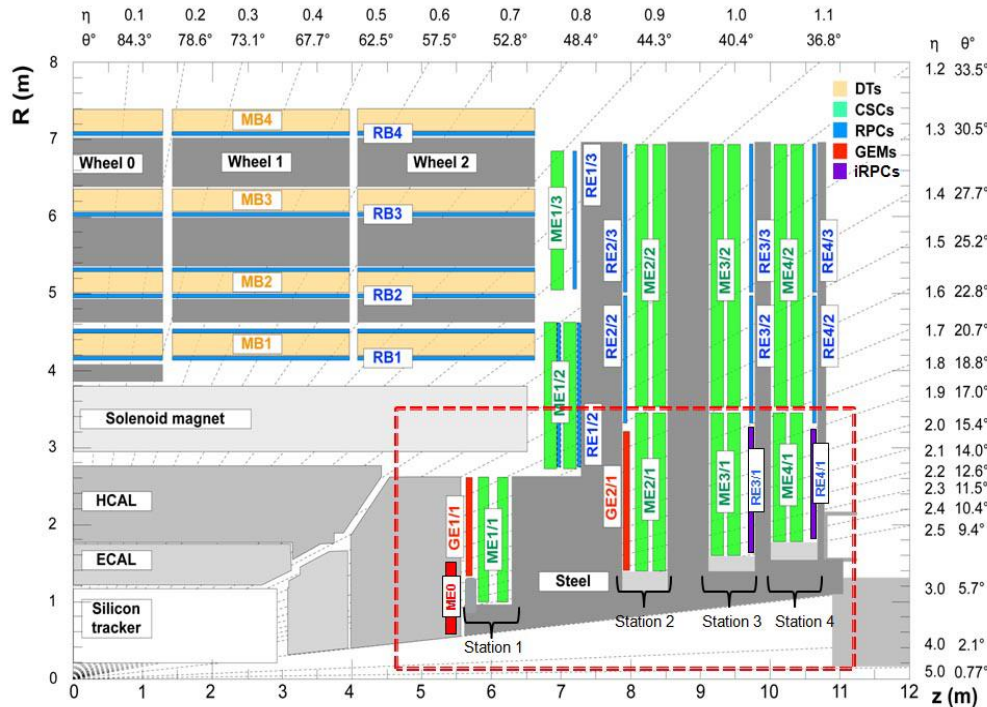 η 0.1 0.2 0.3 0.4 0.5 0.6 0.7 0.8 0.9 1.0 1.1
θ° 84.3° 78.6° 73.1° 67.7° 62.5° 57.5° 52.8° 48.4° 44.3° 40.4° 36.8° η θ°
R (m)
8
7
6
5
4
3
2
1
0
1.2 33.5°
1.3 30.5°
1.4 27.7°
1.5 25.2°
1.6 22.8°
1.7 20.7°
1.8 18.8°
1.9 17.0°
2.0 15.4°
2.1 14.0°
2.2 12.6°
2.3 11.5°
2.4 10.4°
2.5 9.4°
3.0 5.7°
4.0 2.1°
5.0 0.77°
DTs
CSCs
RPCs
GEMs
iRPCs
MB4
RB4
Wheel 0 Wheel 1 Wheel 2
MB3
RB3
MB2
RB2
MB1
RB1
Solenoid magnet
HCAL
ECAL
Silicon
tracker
Steel
ME1/3
RE1/3
ME1/2
RE1/2
RE2/3
RE2/2
ME2/2
ME3/2
RE3/3
RE3/2
ME4/2
RE4/3
RE4/2
GE1/1
ME0
ME1/1
GE2/1
ME2/1
ME3/1
RE3/1
ME4/1
RE4/1
Station 1
Station 2
Station 3
Station 4
0 1 2 3 4 5 6 7 8 9 10 11 12
z (m)